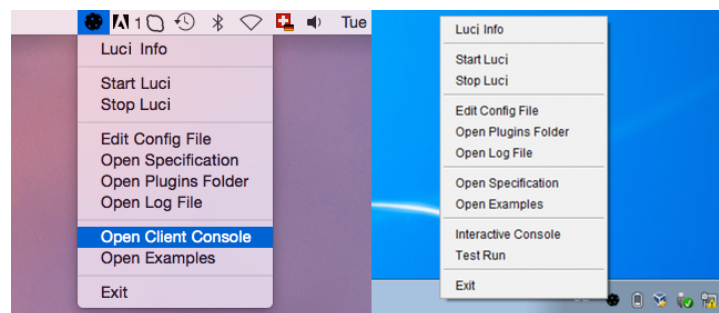 1
Tue
Luci Info
Start Luci
Stop Luci
Edit Config File
Open Specification
Open Plugins Folder
Open Log File
Open Client Console
Open Examples
Exit
Luci Info
Start Luci
Stop Luci
Edit Config File
Open Plugins Folder
Open Log File
Open Specification
Open Examples
Interactive Console
Test Run
Exit